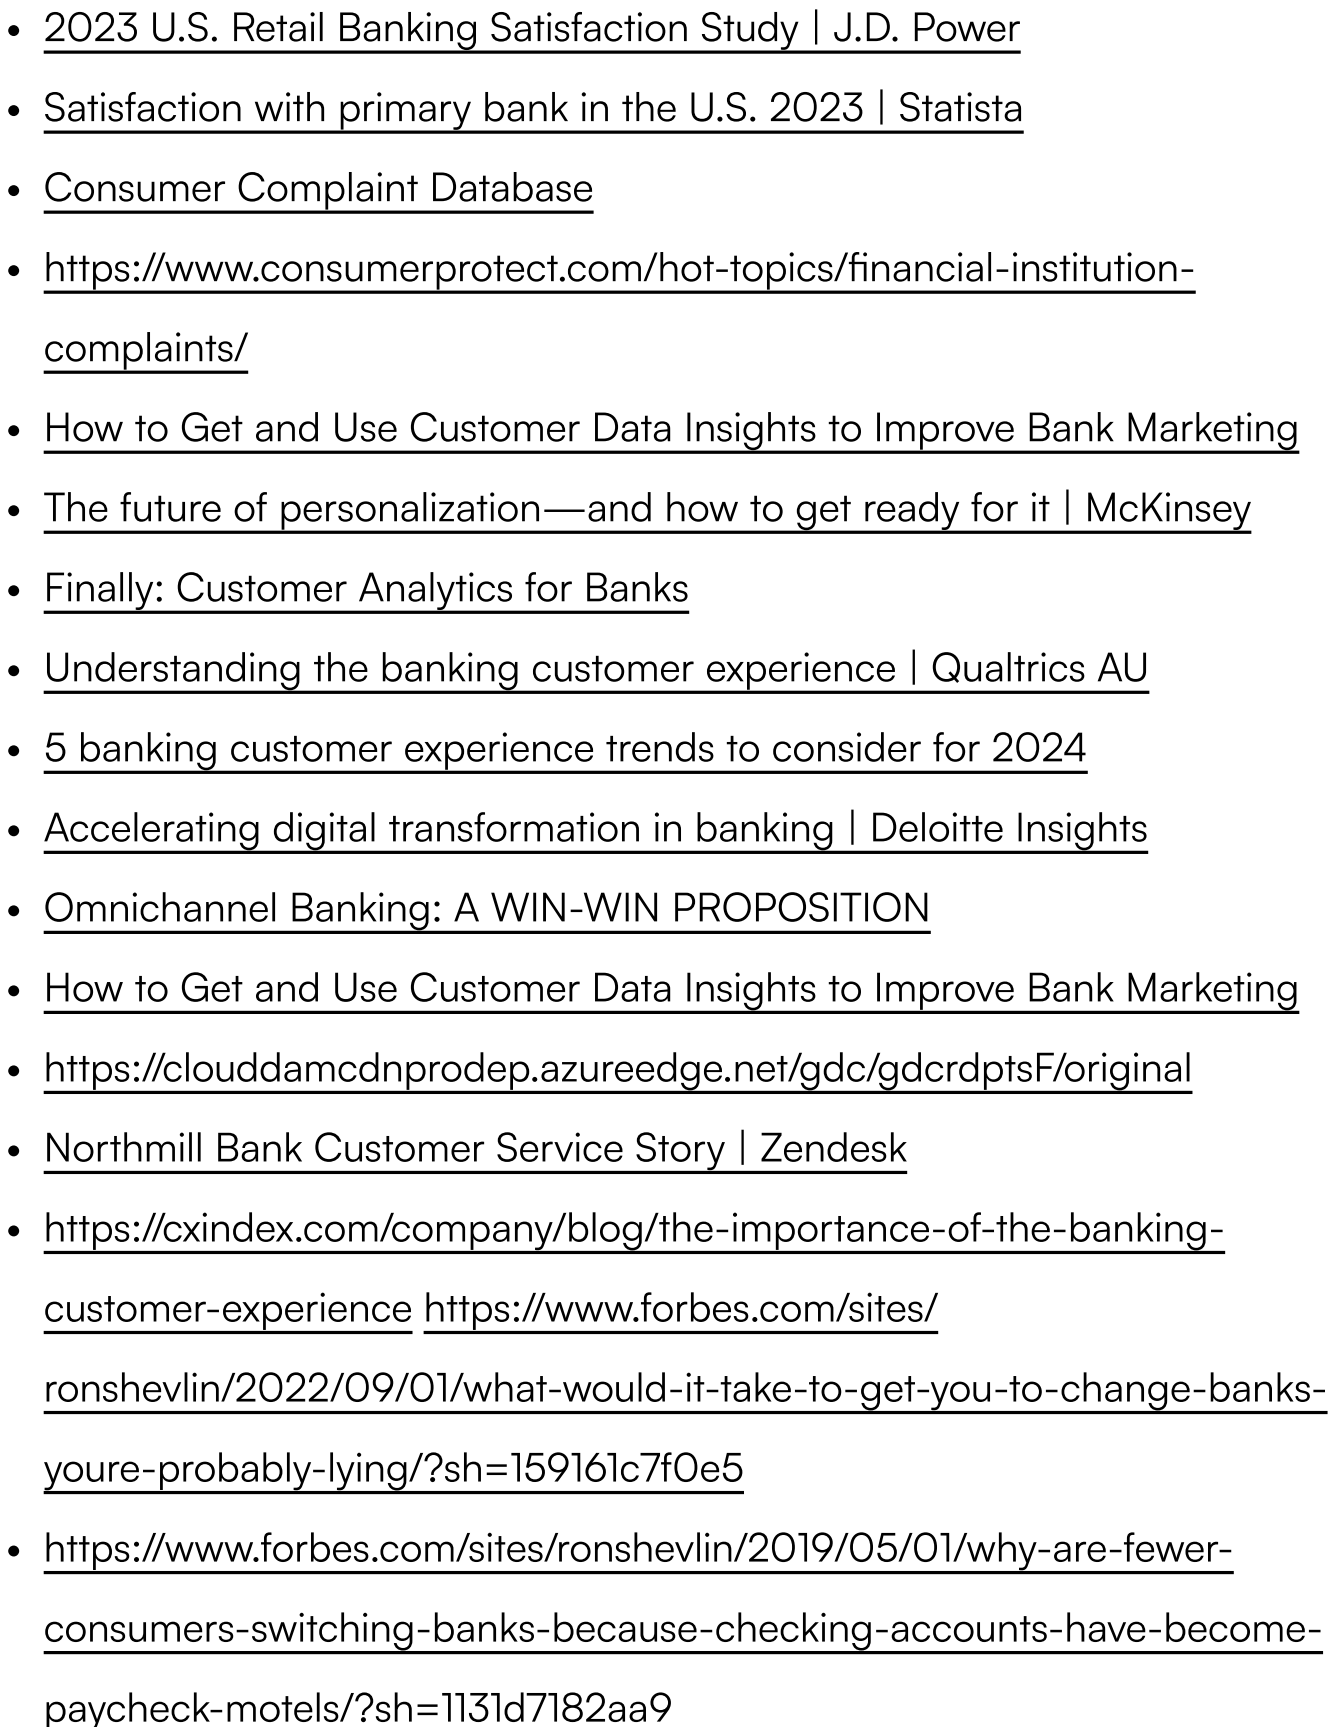 • 2023 U.S. Retail Banking Satisfaction Study | J.D. Power
• Satisfaction with primary bank in the U.S. 2023 | Statista
• Consumer Complaint Database
• https://www.consumerprotect.com/hot-topics/financial-institution-
complaints/
• How to Get and Use Customer Data Insights to Improve Bank Marketing
• The future of personalization—and how to get ready for it | McKinsey
• Finally: Customer Analytics for Banks
• Understanding the banking customer experience | Qualtrics AU
• 5 banking customer experience trends to consider for 2024
• Accelerating digital transformation in banking | Deloitte Insights
• Omnichannel Banking: A WIN-WIN PROPOSITION
• How to Get and Use Customer Data Insights to Improve Bank Marketing
• https://clouddamcdnprodep.azureedge.net/gdc/gdcrdptsF/original
• Northmill Bank Customer Service Story | Zendesk
• https://cxindex.com/company/blog/the-importance-of-the-banking-
customer-experience https://www.forbes.com/sites/
ronshevlin/2022/09/01/what-would-it-take-to-get-you-to-change-banks-
youre-probably-lying/?sh=159161c7f0e5
• https://www.forbes.com/sites/ronshevlin/2019/05/01/why-are-fewer-
consumers-switching-banks-because-checking-accounts-have-become-
paycheck-motels/?sh=1131d7182aa9